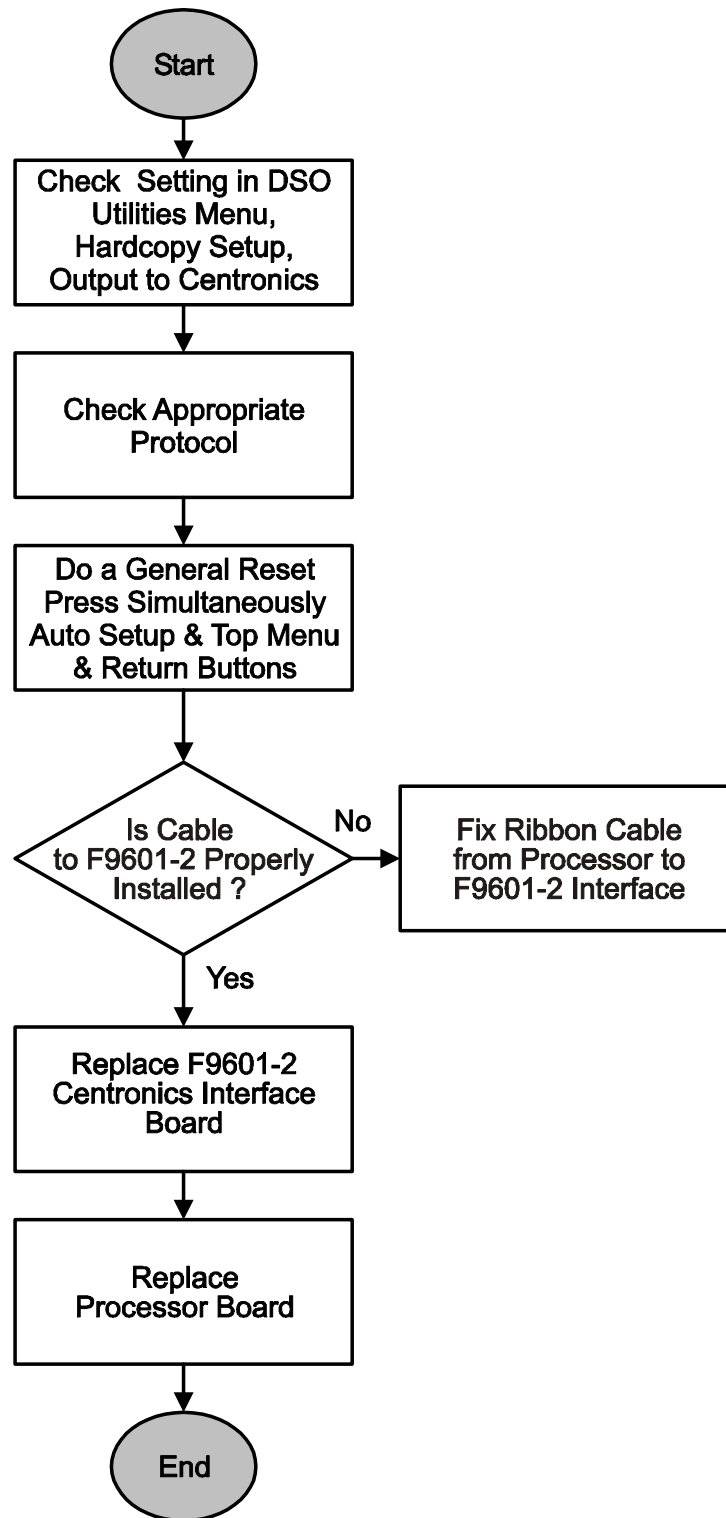 Start
Check Setting in DSO
Utilities Menu,
Hardcopy Setup,
Output to Centronics
Check Appropriate
Protocol
Do a General Reset
Press Simultaneously
Auto Setup & Top Menu
& Return Buttons
Is Cable
to F9601-2 Properly
Installed ?
No
Fix Ribbon Cable
from Processor to
F9601-2 Interface
Yes
Replace F9601-2
Centronics Interface
Board
Replace
Processor Board
End